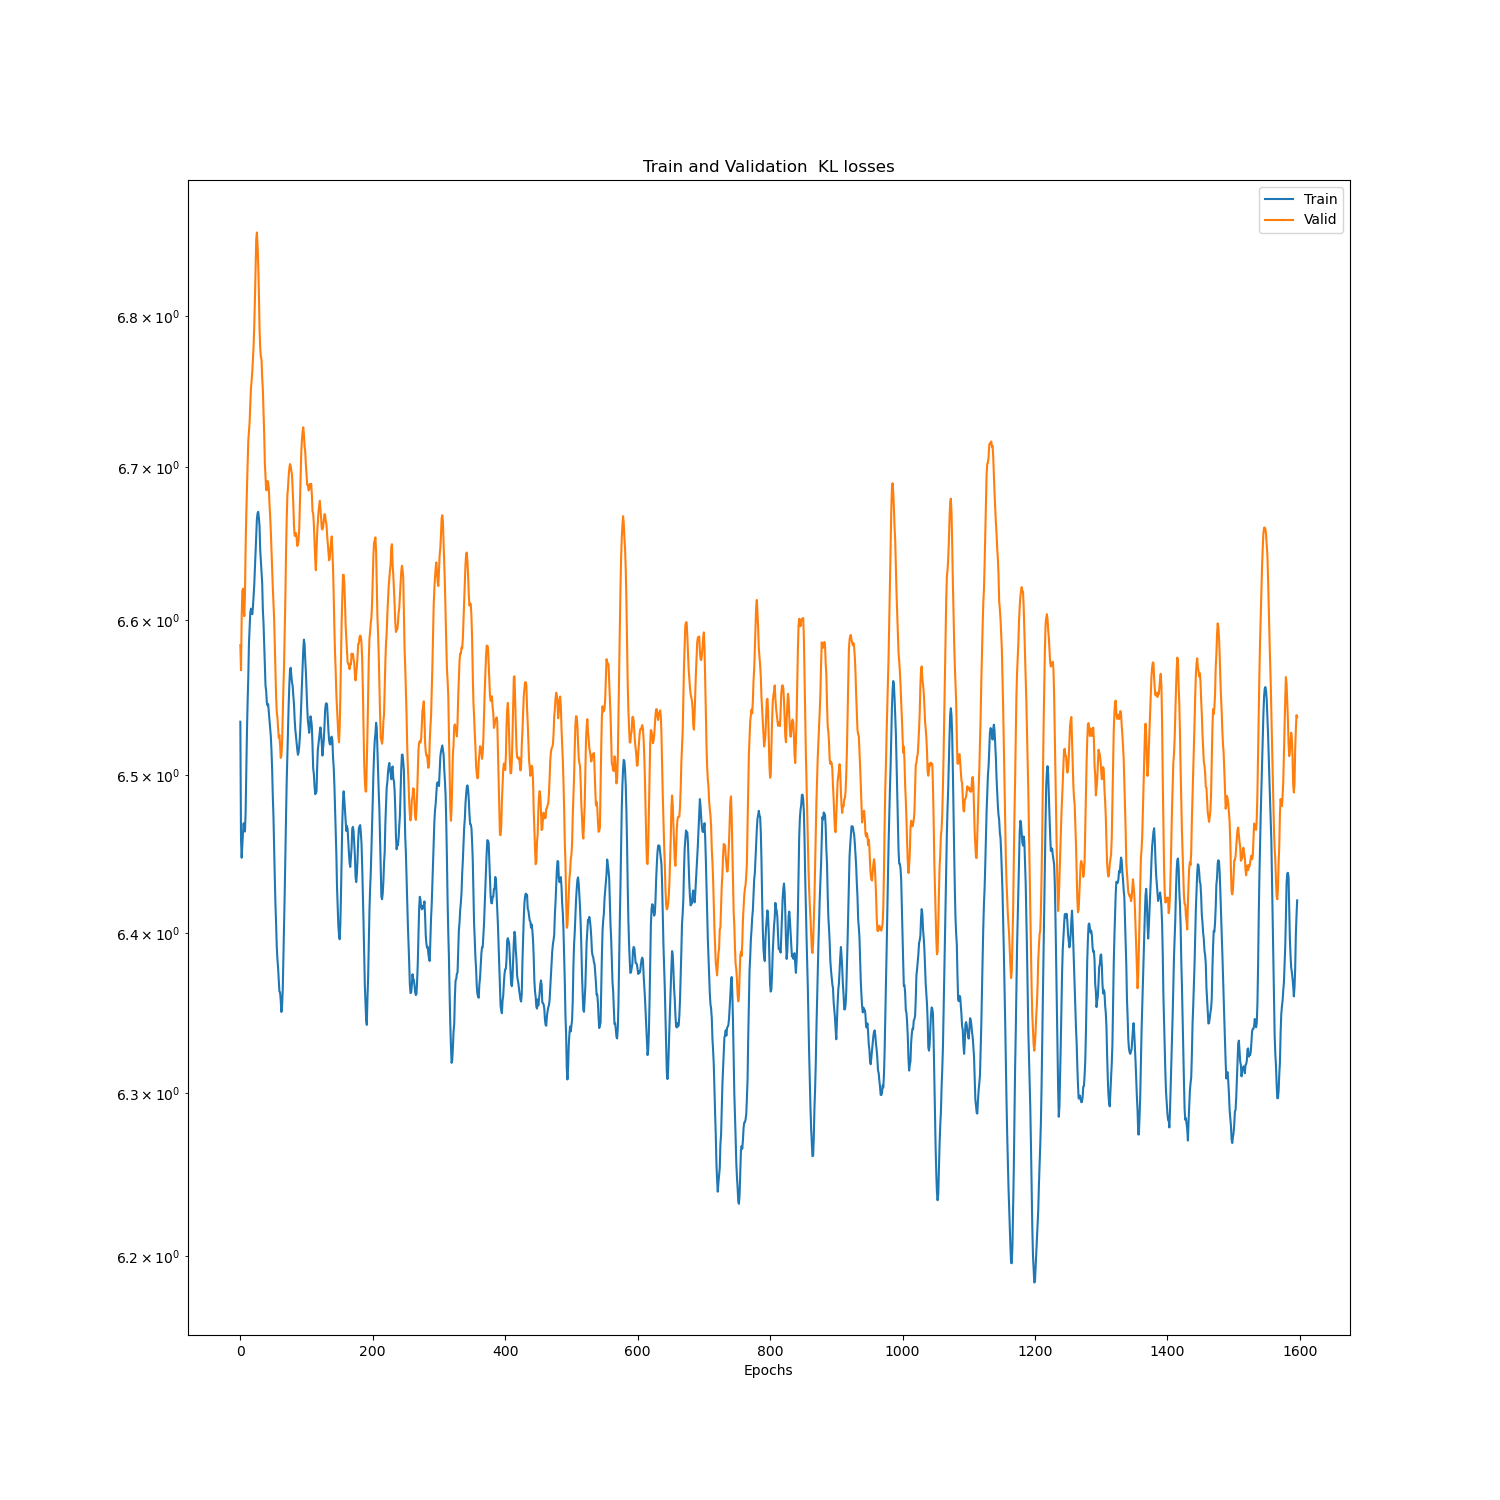 Train and Validation  KL losses
Train
Valid
6.8 × 10⁰
6.7 × 10⁰
6.6 × 10⁰
6.5 × 10⁰
6.4 × 10⁰
6.3 × 10⁰
6.2 × 10⁰
0 200 400 600 800 1000 1200 1400 1600
Epochs